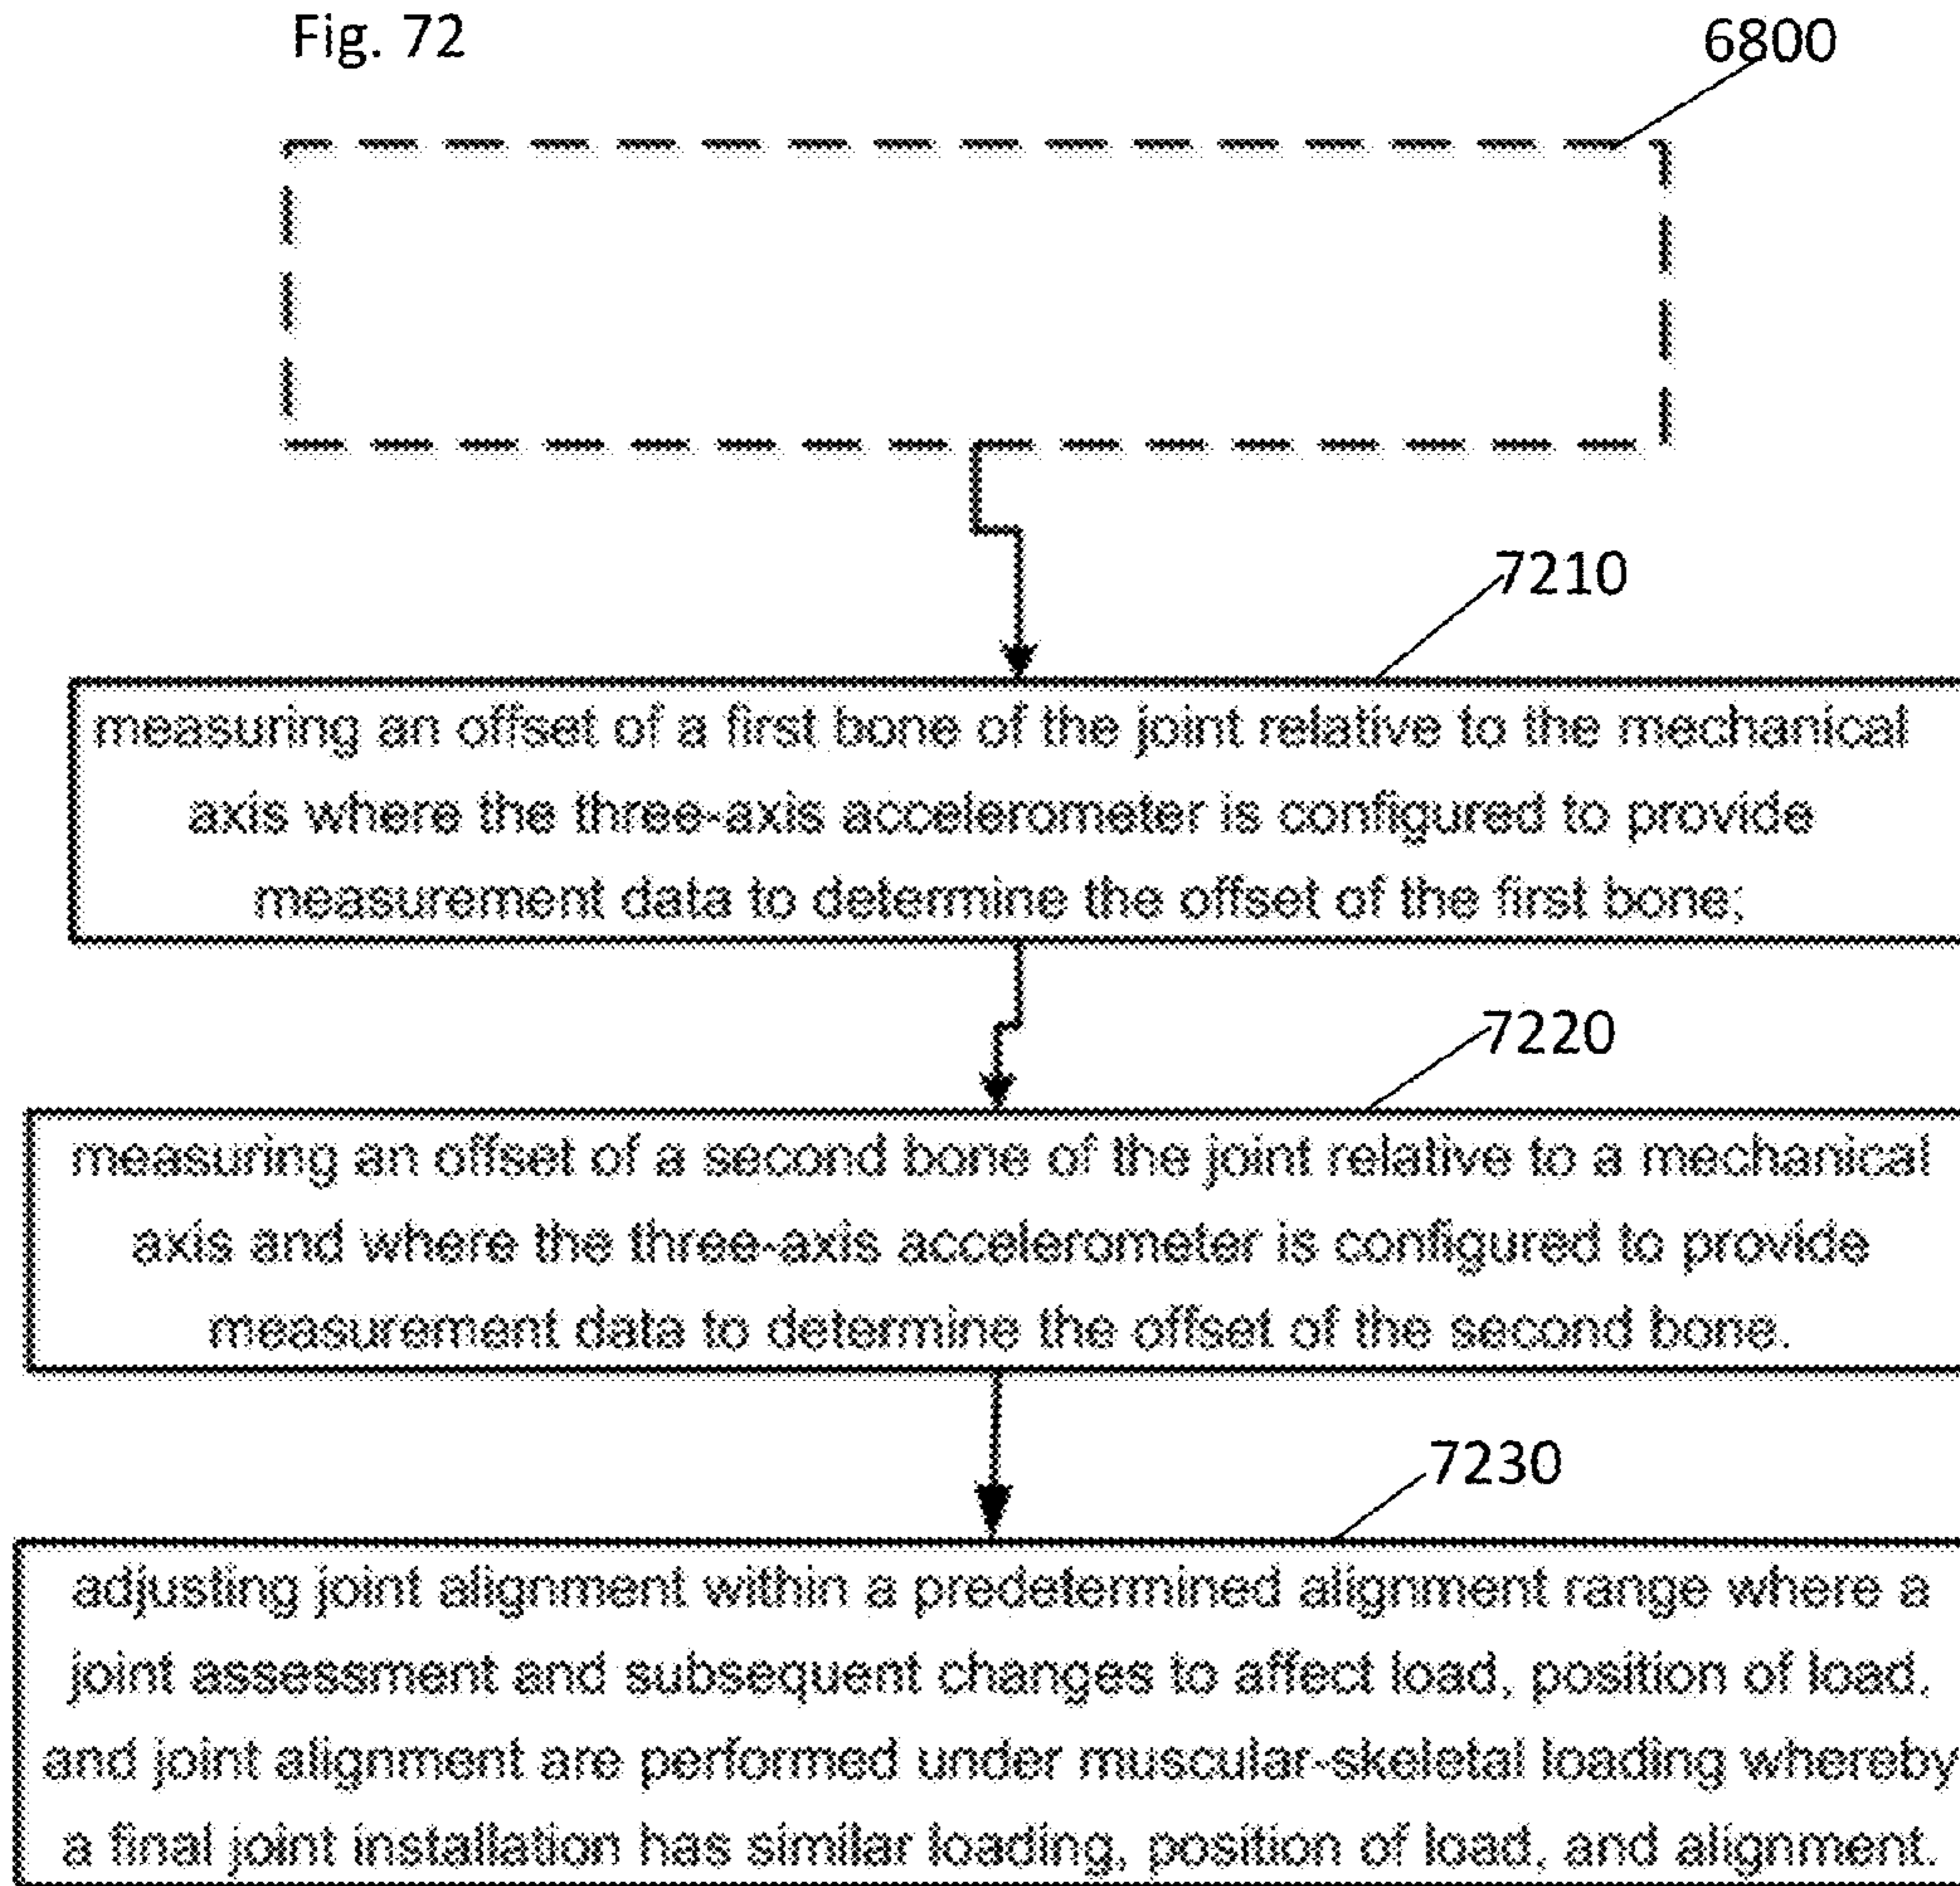 Fig. 72
6800
7210
measuring an offset of a first bone of the joint relative to the mechanical
axis where the three-axis accelerometer is configured to provide
measurement data to determine the offset of the first bone;
7220
measuring an offset of a second bone of the joint relative to a mechanical
axis and where the three-axis accelerometer is configured to provide
measurement data to determine the offset of the second bone.
7230
adjusting joint alignment within a predetermined alignment range where a
joint assessment and subsequent changes to affect load, position of load,
and joint alignment are performed under muscular-skeletal loading whereby
a final joint installation has similar loading, position of load, and alignment.